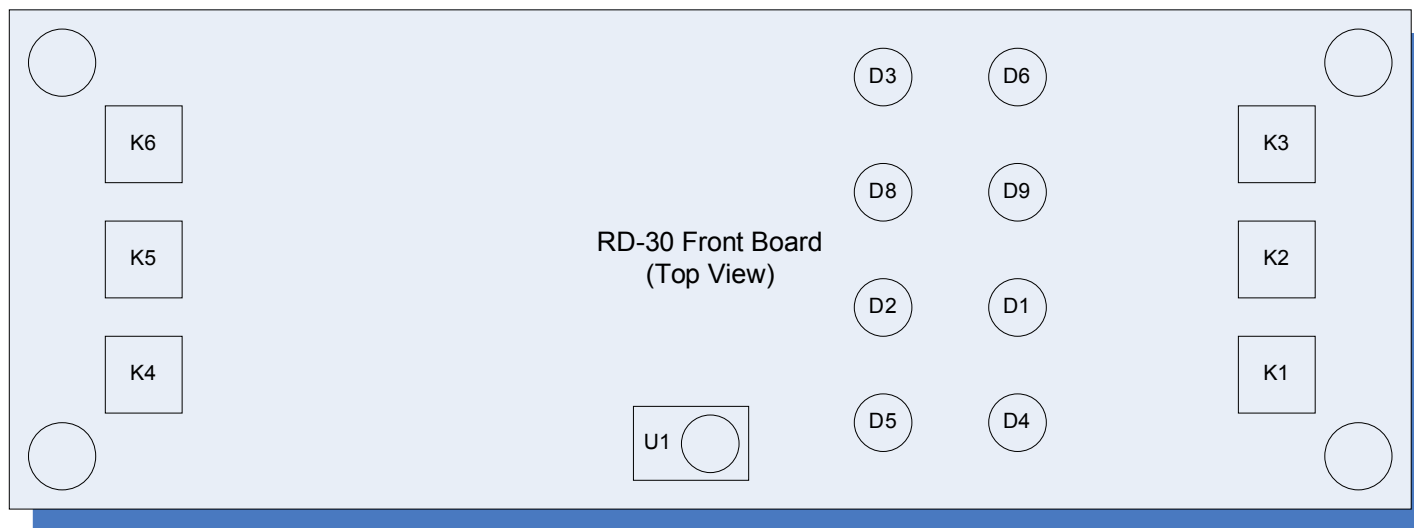 D3
D6
K6
K3
D8
D9
RD-30 Front Board
(Top View)
K5
K2
D2
D1
K4
K1
D5
D4
U1